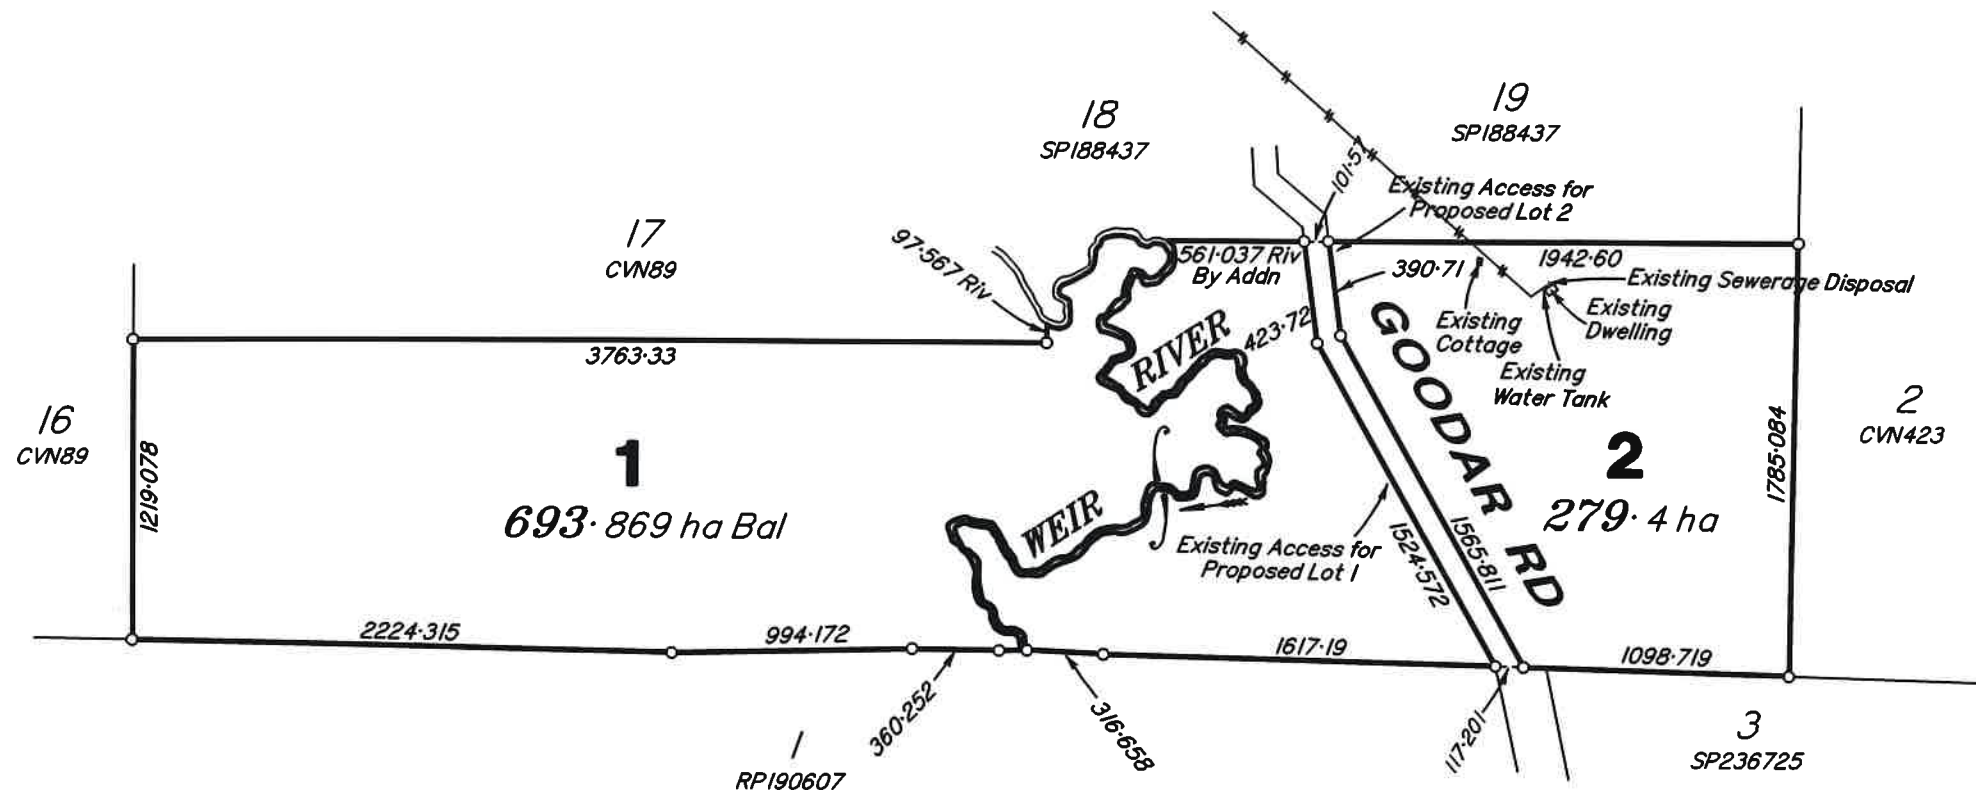 18
SP188437
19
SP188437
101·57
Existing Access for
Proposed Lot 2
17
CVN89
97·567 Riv
561·037 Riv
By Addn
390·71
1942·60
Existing Sewerage Disposal
Existing
Dwelling
Existing
Cottage
Existing
Water Tank
3763·33
423·72
WEIR RIVER
GOODAR RD
16
CVN89
1219·078
1
693·869 ha Bal
2
279·4 ha
1785·084
2
CVN423
Existing Access for
Proposed Lot 1
1524·572
1565·811
2224·315
994·172
360·252
316·658
1617·19
117·201
1098·719
1
RP190607
3
SP236725